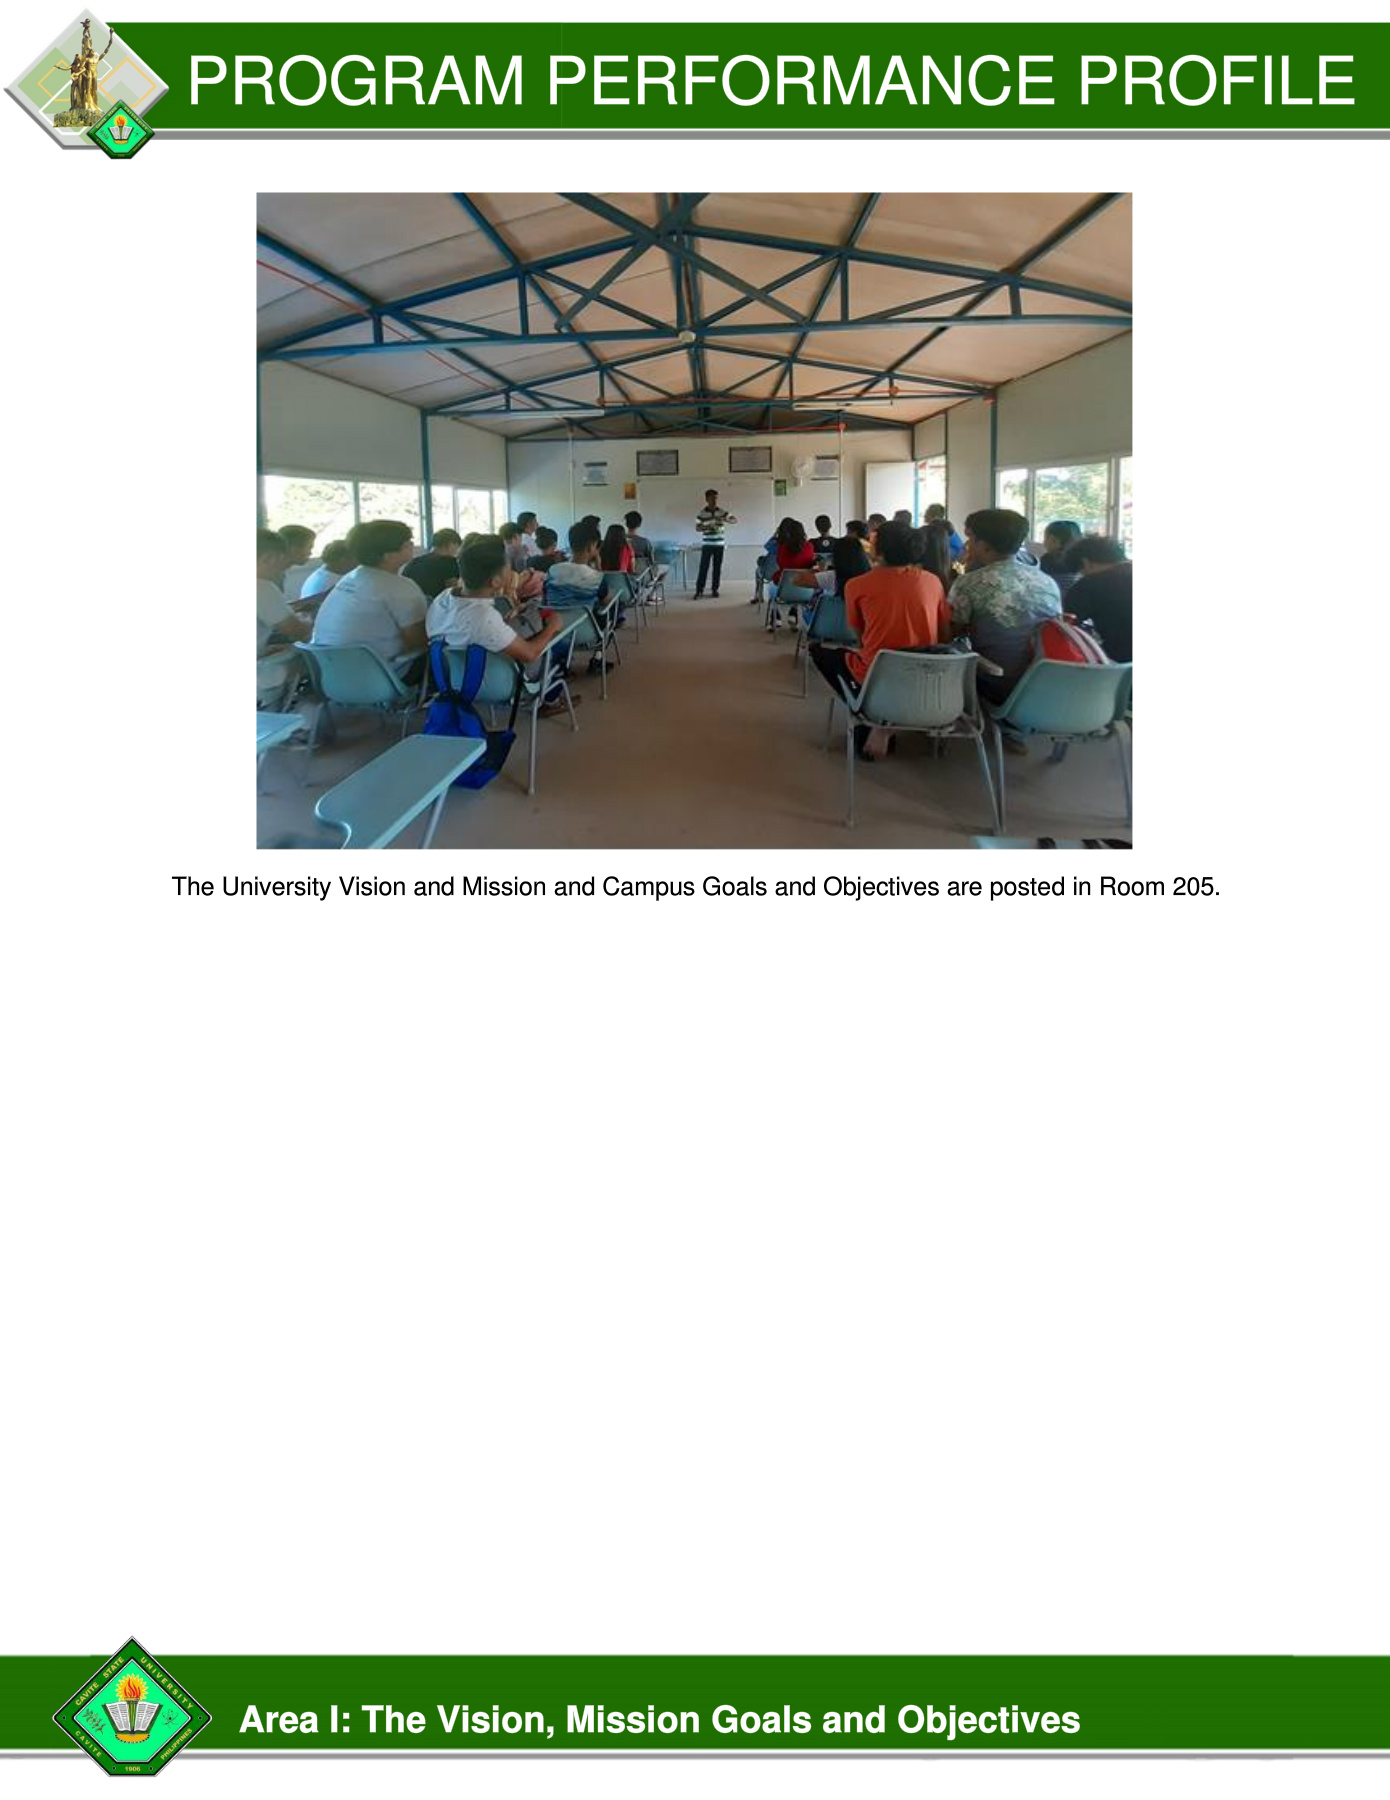 PROGRAM PERFORMANCE PROFILE
The University Vision and Mission and Campus Goals and Objectives are posted in Room 205.
CAVITE STATE UNIVERSITY
CAVITE
PHILIPPINES
1906
Area I: The Vision, Mission Goals and Objectives